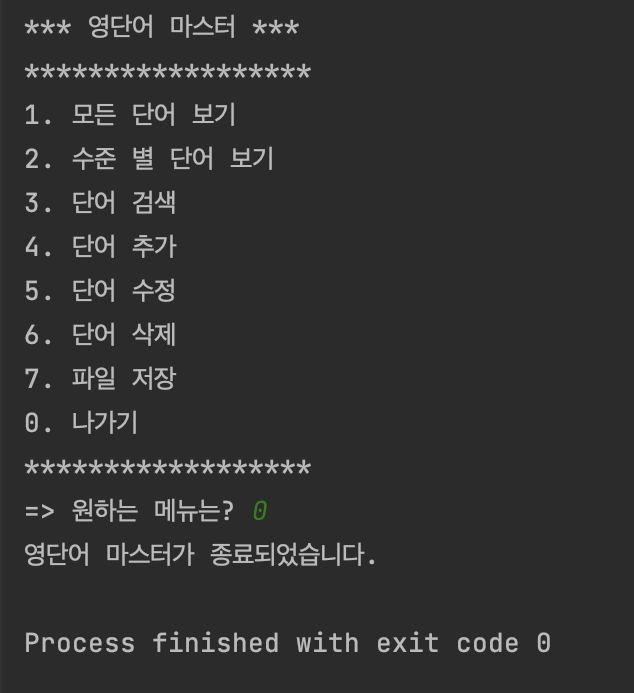 *** 영단어 마스터 ***
******************
1. 모든 단어 보기
2. 수준 별 단어 보기
3. 단어 검색
4. 단어 추가
5. 단어 수정
6. 단어 삭제
7. 파일 저장
0. 나가기
******************
=> 원하는 메뉴는? 0
영단어 마스터가 종료되었습니다.
Process finished with exit code 0